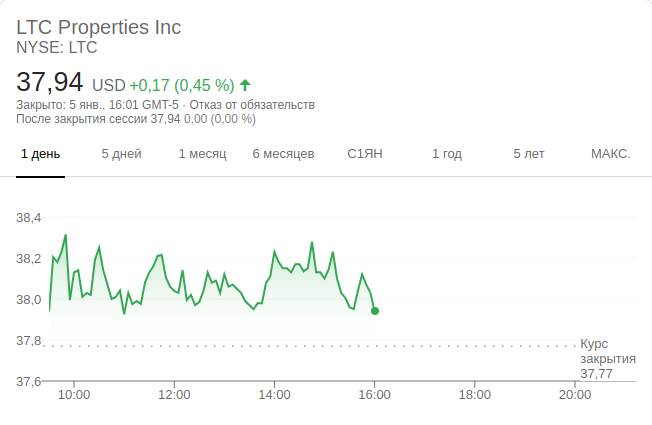 LTC Properties Inc
NYSE: LTC
37,94 USD +0,17 (0,45 %)
Закрыто: 5 янв., 16:01 GMT-5 · Отказ от обязательств
После закрытия сессии 37,94 0,00 (0,00 %)
1 день 5 дней 1 месяц 6 месяцев С1ЯН 1 год 5 лет МАКС.
38,4
38,2
38,0
37,8
Курс
закрытия
37,77
37,6
10:00 12:00 14:00 16:00 18:00 20:00